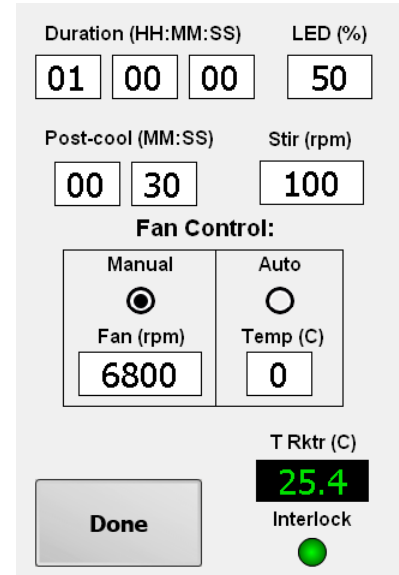 Duration (HH:MM:SS) LED (%)
01 00 00 50
Post-cool (MM:SS) Stir (rpm)
00 30 100
Fan Control:
Manual Auto
Fan (rpm) Temp (C)
6800 0
T Rktr (C)
25.4
Done Interlock